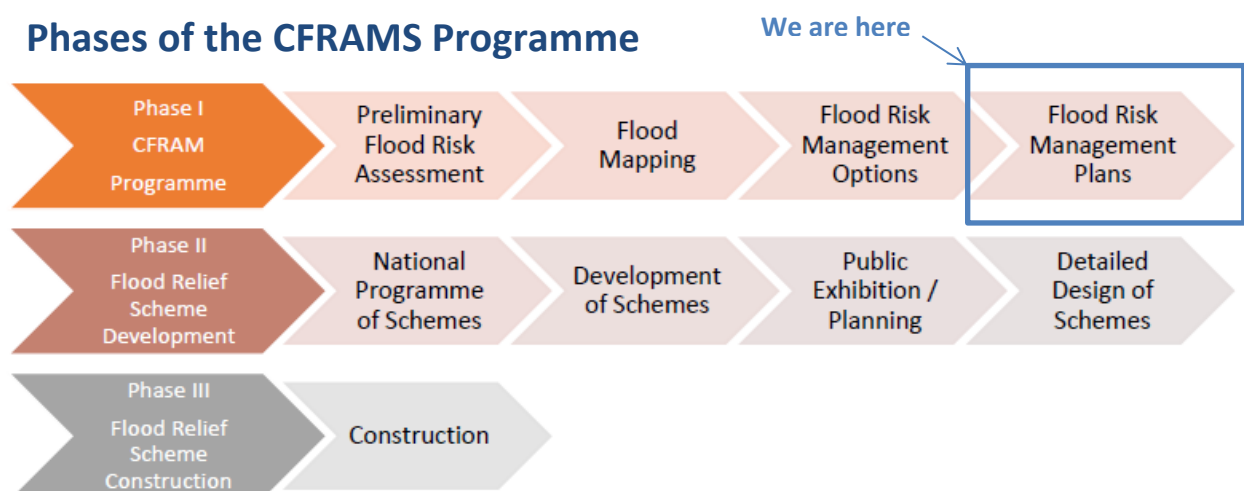 Phases of the CFRAMS Programme
We are here
Phase I
CFRAM
Programme
Preliminary
Flood Risk
Assessment
Flood
Mapping
Flood Risk
Management
Options
Flood Risk
Management
Plans
Phase II
Flood Relief
Scheme
Development
National
Programme
of Schemes
Development
of Schemes
Public
Exhibition /
Planning
Detailed
Design of
Schemes
Phase III
Flood Relief
Scheme
Construction
Construction